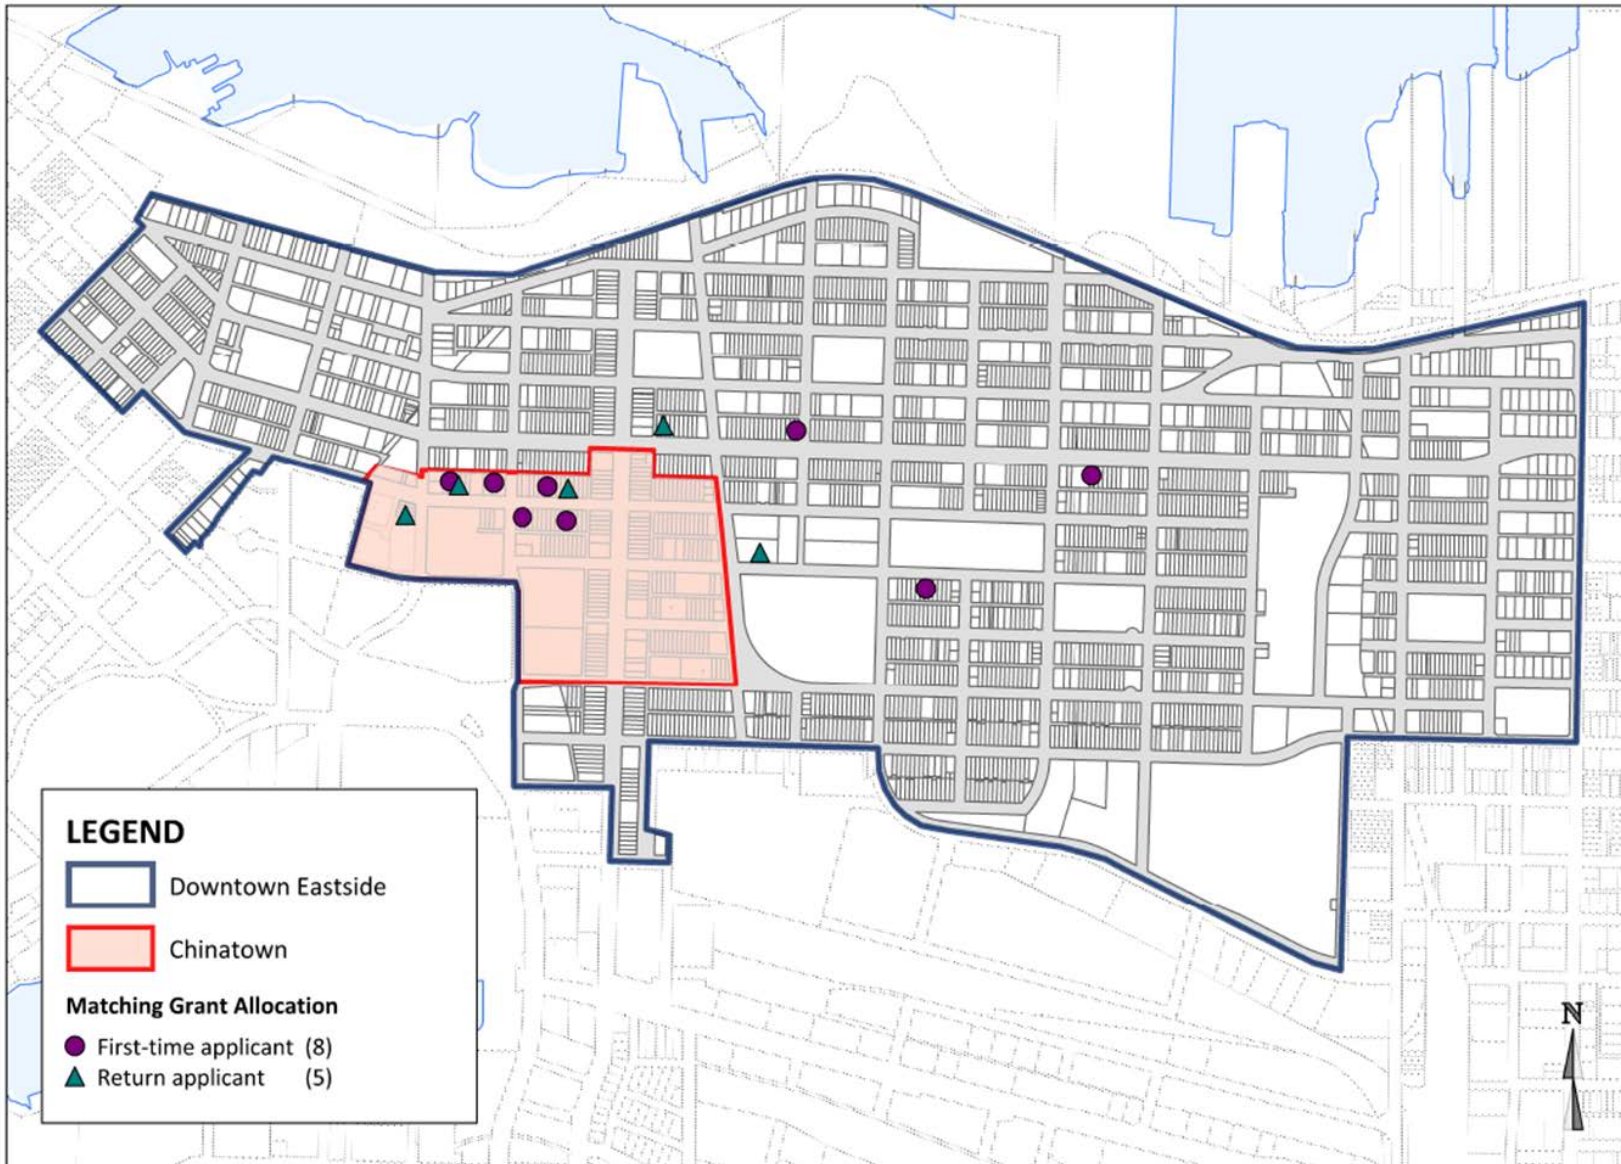 LEGEND
Downtown Eastside
Chinatown
Matching Grant Allocation
First-time applicant (8)
Return applicant (5)
N